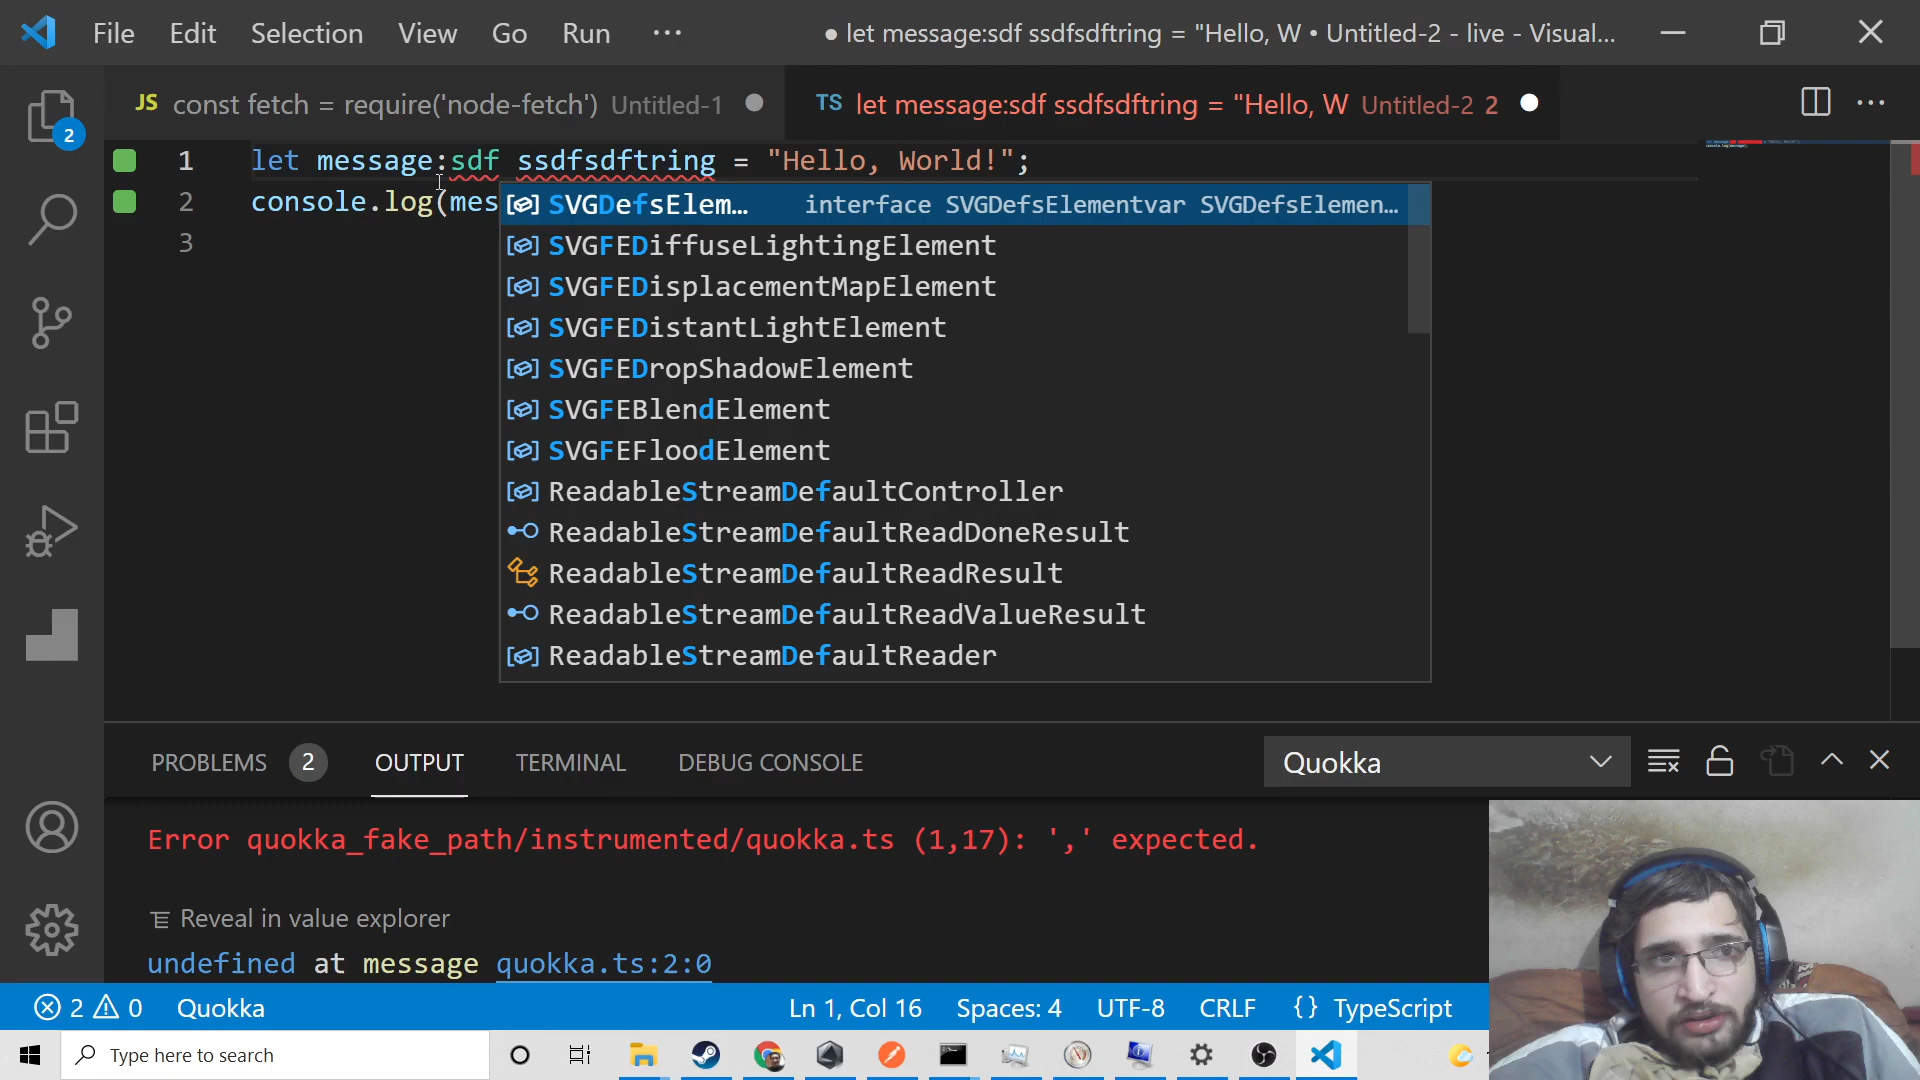 File Edit Selection View Go Run ··· ● let message:sdf ssdfsdftring = "Hello, W • Untitled-2 - live - Visual...
JS const fetch = require('node-fetch') Untitled-1 TS let message:sdf ssdfsdftring = "Hello, W Untitled-2 2
2
1 let message:sdf ssdfsdftring = "Hello, World!";
2 console.log(mes
3
SVGDefsElem… interface SVGDefsElementvar SVGDefsElemen…
SVGFEDiffuseLightingElement
SVGFEDisplacementMapElement
SVGFEDistantLightElement
SVGFEDropShadowElement
SVGFEBlendElement
SVGFEFloodElement
ReadableStreamDefaultController
ReadableStreamDefaultReadDoneResult
ReadableStreamDefaultReadResult
ReadableStreamDefaultReadValueResult
ReadableStreamDefaultReader
PROBLEMS 2 OUTPUT TERMINAL DEBUG CONSOLE Quokka
Error quokka_fake_path/instrumented/quokka.ts (1,17): ',' expected.
Reveal in value explorer
undefined at message quokka.ts:2:0
2 0 Quokka Ln 1, Col 16 Spaces: 4 UTF-8 CRLF {} TypeScript
Type here to search